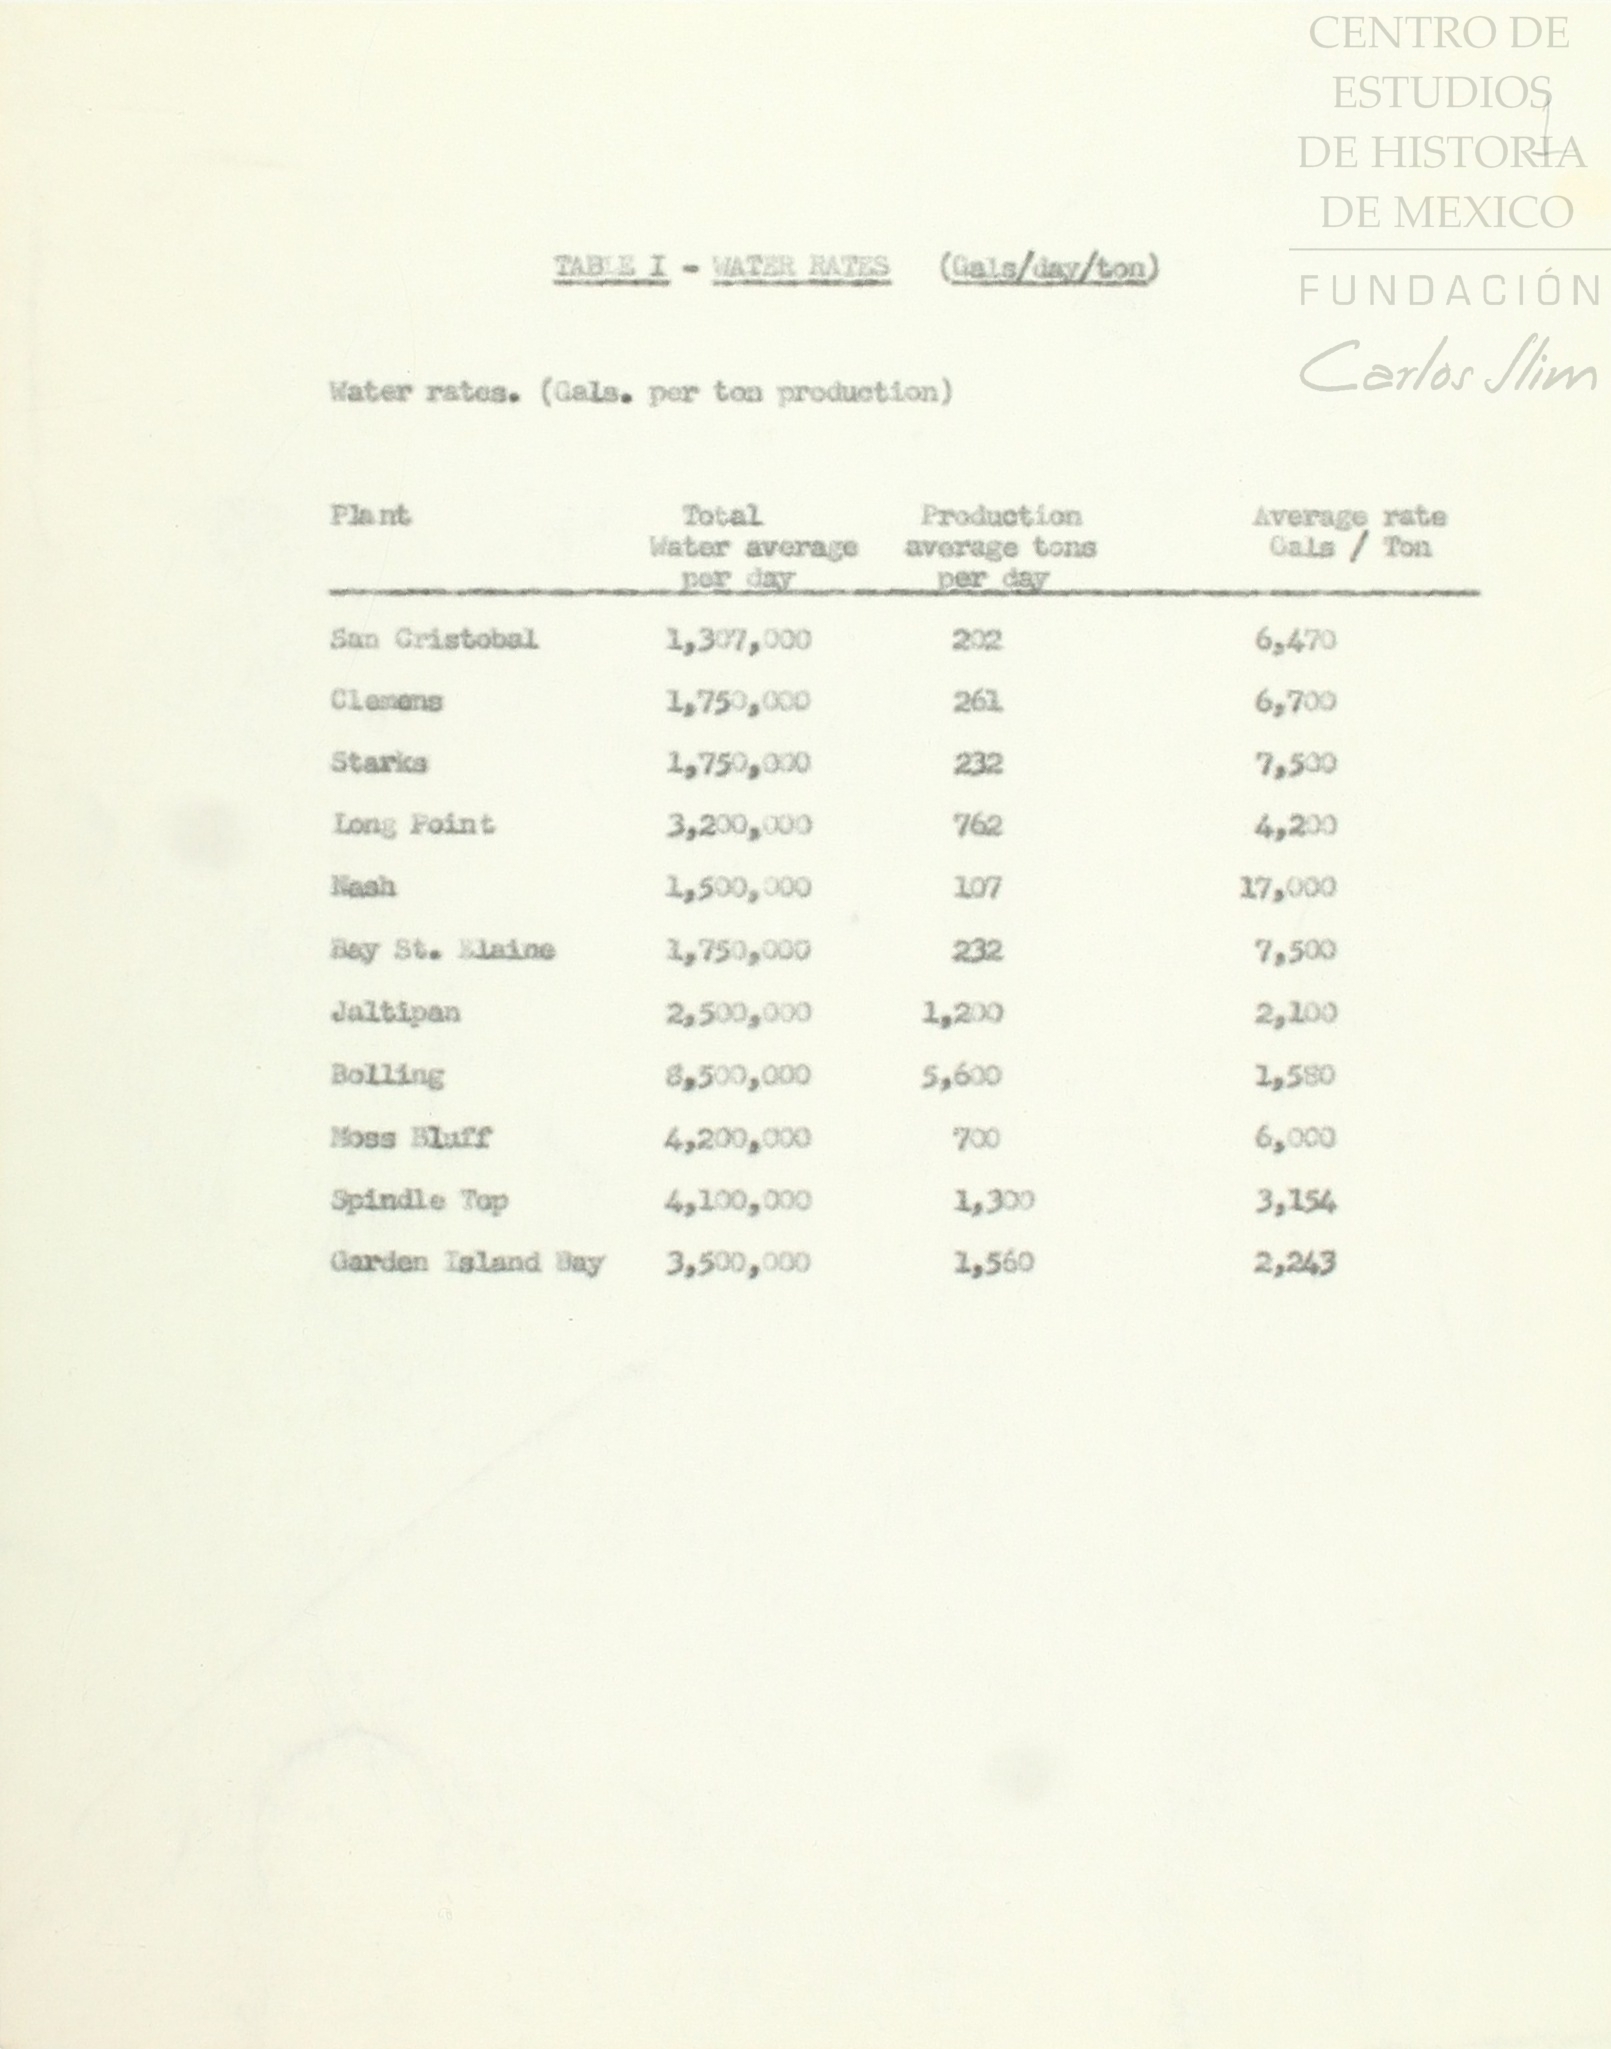 CENTRO DE
ESTUDIOS
DE HISTORIA
DE MEXICO
FUNDACIÓN
Carlos Slim
1
TABLE I - WATER RATES (Gals/day/ton)
Water rates. (Gals. per ton production)
Plant Total Production Average rate
Water average average tons Gals / Ton
per day per day
San Cristobal 1,307,000 202 6,470
Clemens 1,750,000 261 6,700
Starks 1,750,000 232 7,500
Long Point 3,200,000 762 4,200
Nash 1,500,000 107 17,000
Bay St. Elaine 1,750,000 232 7,500
Jaltipan 2,500,000 1,200 2,100
Bolling 8,500,000 5,600 1,580
Moss Bluff 4,200,000 700 6,000
Spindle Top 4,100,000 1,300 3,154
Garden Island Bay 3,500,000 1,560 2,243